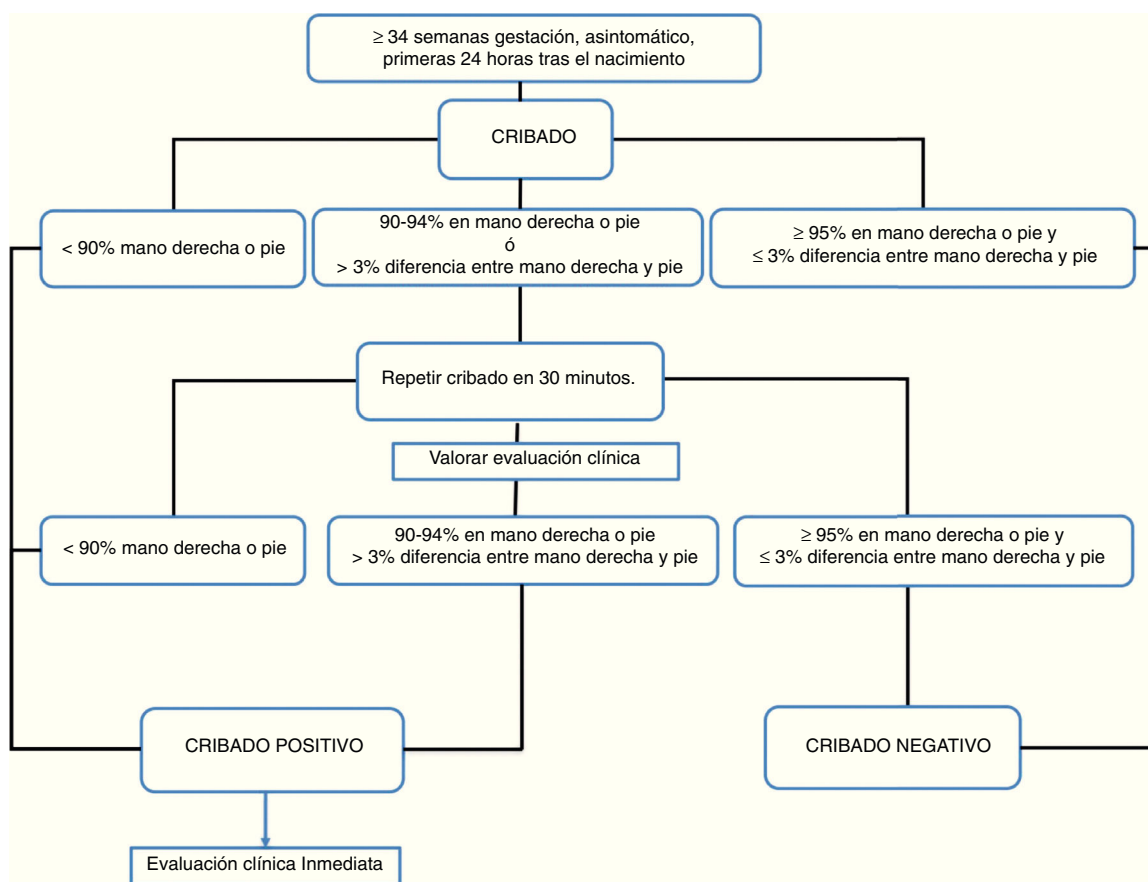 ≥ 34 semanas gestación, asintomático,
primeras 24 horas tras el nacimiento
CRIBADO
< 90% mano derecha o pie
90-94% en mano derecha o pie
ó
> 3% diferencia entre mano derecha y pie
≥ 95% en mano derecha o pie y
≤ 3% diferencia entre mano derecha y pie
Repetir cribado en 30 minutos.
Valorar evaluación clínica
< 90% mano derecha o pie
90-94% en mano derecha o pie
> 3% diferencia entre mano derecha y pie
≥ 95% en mano derecha o pie y
≤ 3% diferencia entre mano derecha y pie
CRIBADO POSITIVO
CRIBADO NEGATIVO
Evaluación clínica Inmediata